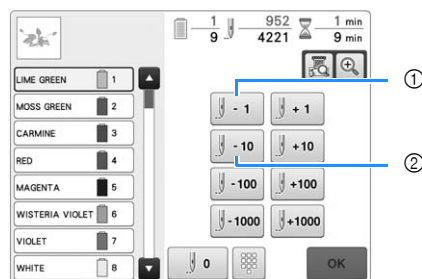 1
9
952
4221
1 min
9 min
LIME GREEN 1
MOSS GREEN 2
CARMINE 3
RED 4
MAGENTA 5
WISTERIA VIOLET 6
VIOLET 7
WHITE 8
- 1
+ 1
- 10
+10
- 100
+100
- 1000
+1000
0
OK
①
②